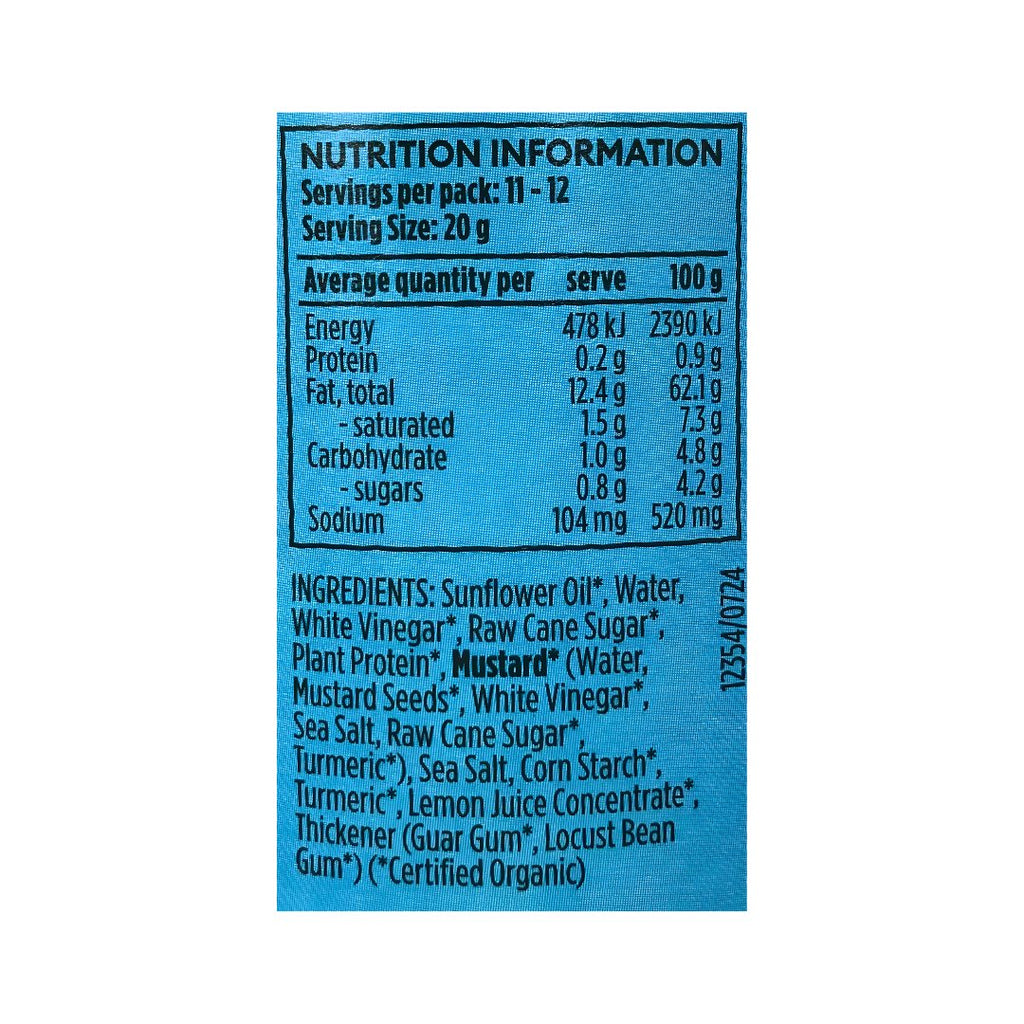 NUTRITION INFORMATION
Servings per pack: 11 - 12
Serving Size: 20 g
Average quantity per serve 100 g
Energy 478 kJ 2390 kJ
Protein 0.2 g 0.9 g
Fat, total 12.4 g 62.1 g
- saturated 1.5 g 7.3 g
Carbohydrate 1.0 g 4.8 g
- sugars 0.8 g 4.2 g
Sodium 104 mg 520 mg
INGREDIENTS: Sunflower Oil*, Water,
White Vinegar*, Raw Cane Sugar*,
Plant Protein*, Mustard* (Water,
Mustard Seeds*, White Vinegar*,
Sea Salt, Raw Cane Sugar*,
Turmeric*), Sea Salt, Corn Starch*,
Turmeric*, Lemon Juice Concentrate*,
Thickener (Guar Gum*, Locust Bean
Gum*) (*Certified Organic)
12354/0724